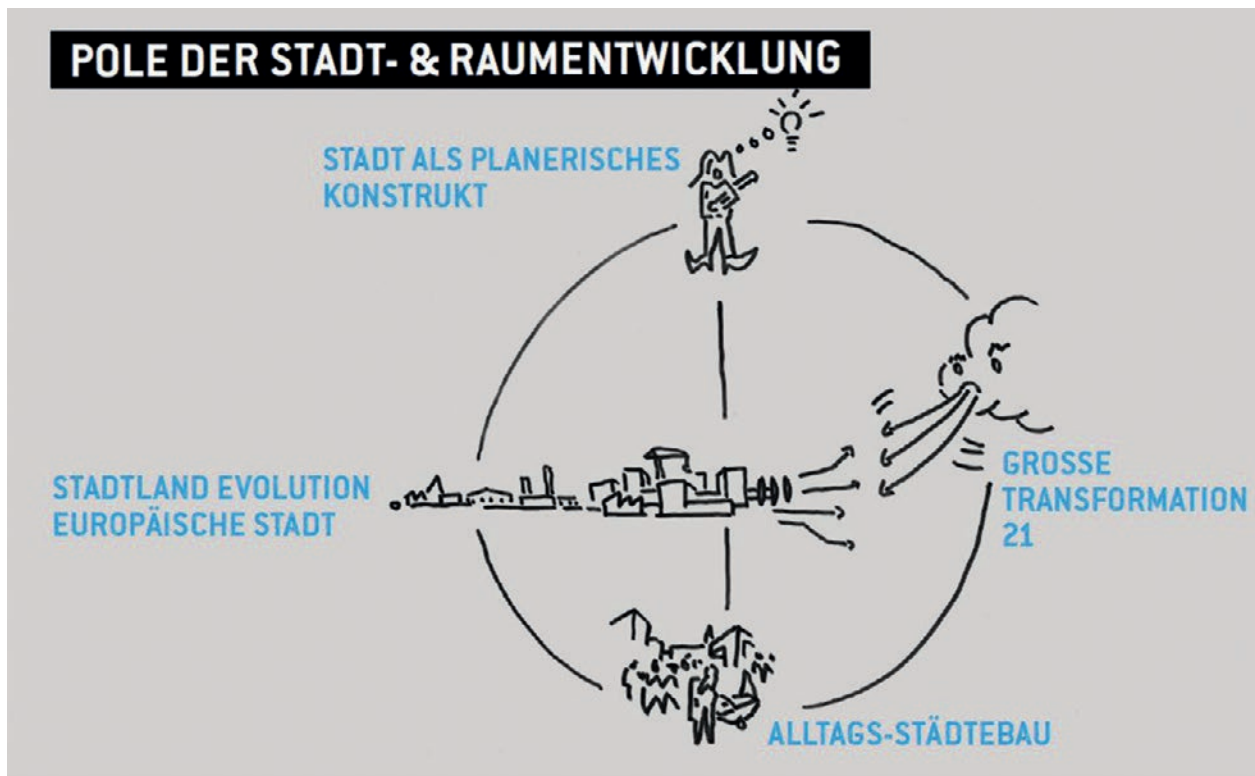 POLE DER STADT- & RAUMENTWICKLUNG
STADT ALS PLANERISCHES
KONSTRUKT
STADTLAND EVOLUTION
EUROPÄISCHE STADT
GROSSE
TRANSFORMATION
21
ALLTAGS-STÄDTEBAU